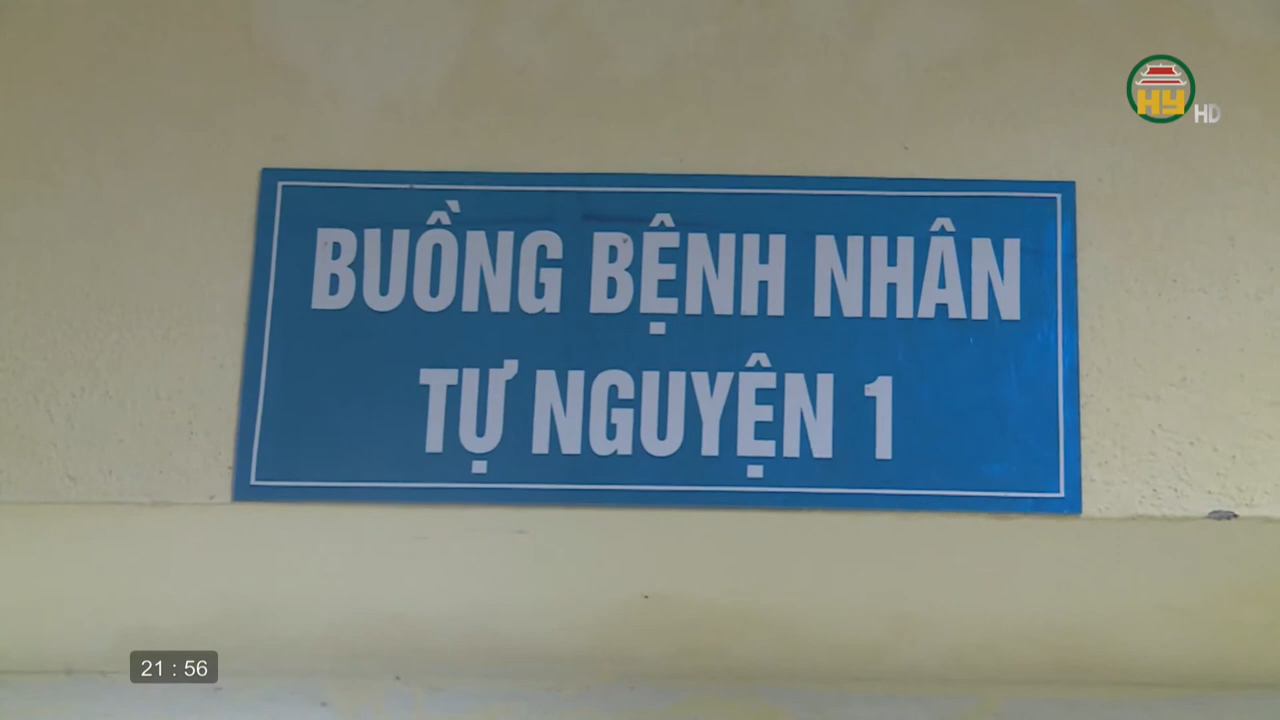 HY HD
BUỒNG BỆNH NHÂN
TỰ NGUYỆN 1
21 : 56